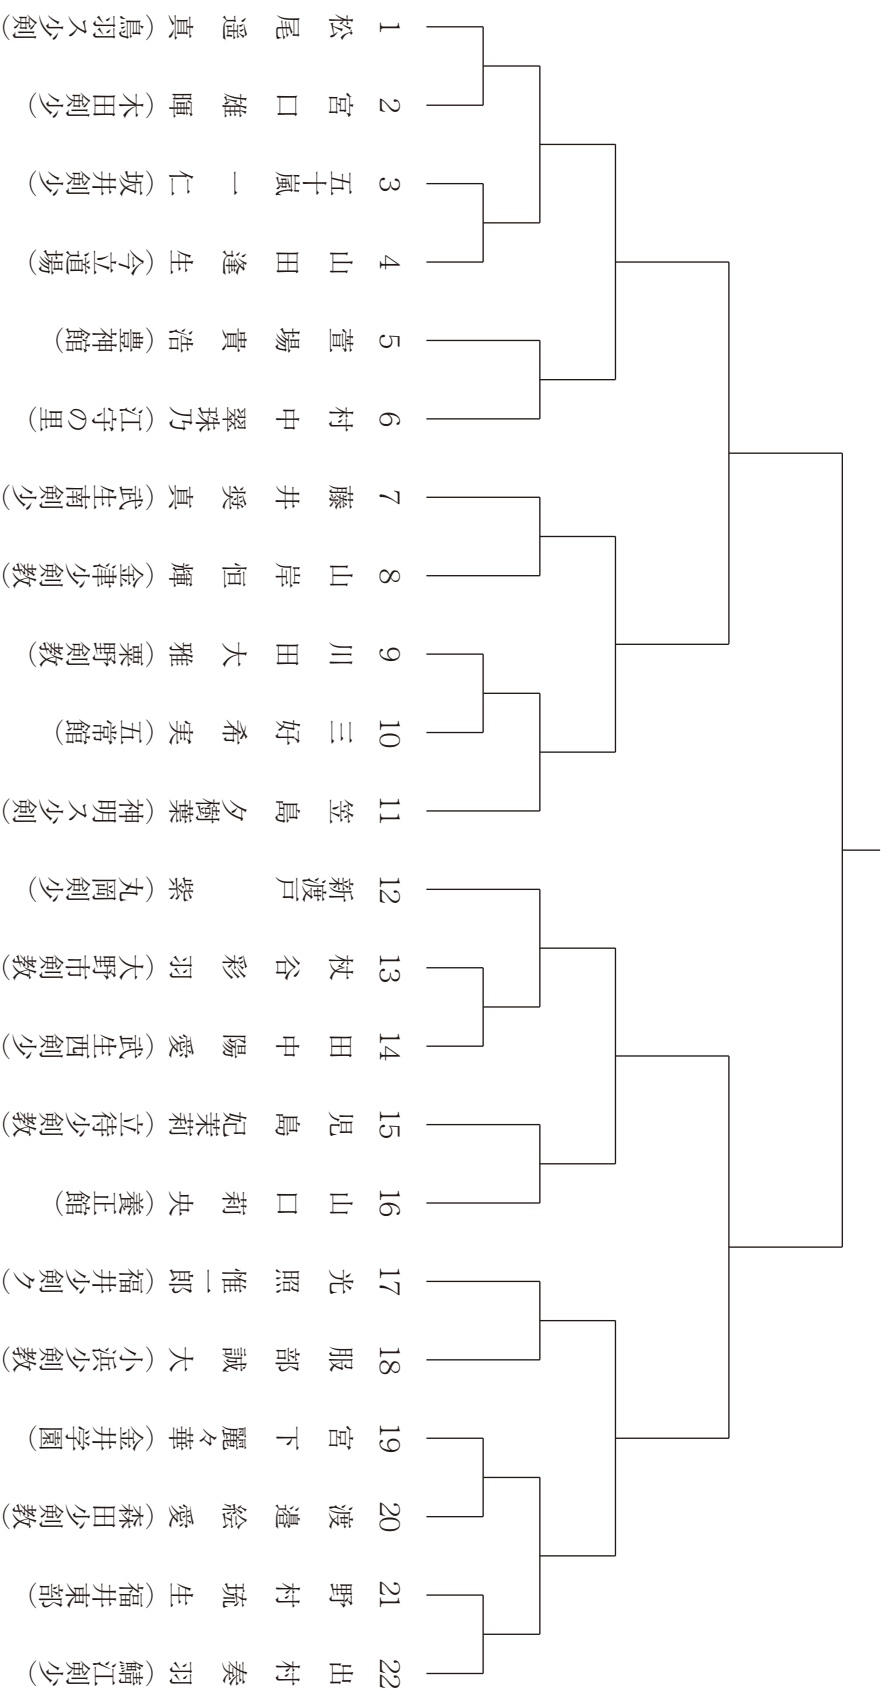 1 松尾遥真（鳥羽ス少剣）
2 宮口雄暉（木田剣少）
3 五十嵐一仁（坂井剣少）
4 山田逢生（今立道場）
5 萱場貴浩（豊神館）
6 村中翠珠乃（江守の里）
7 藤井奨真（武生南剣少）
8 山岸恒輝（金津少剣教）
9 川田大雅（粟野剣教）
10 三好希実（五常館）
11 笠島夕樹葉（神明ス少剣）
12 新渡戸紫（丸岡剣少）
13 杖谷彩羽（大野市剣教）
14 田中陽愛（武生西剣少）
15 児島妃茉莉（立待少剣教）
16 山口莉央（養正館）
17 光照惟一郎（福井少剣ク）
18 服部誠大（小浜少剣教）
19 宮下麗々華（金井学園）
20 渡邉絵愛（森田少剣教）
21 野村琉生（福井東部）
22 出村奏羽（鯖江剣少）